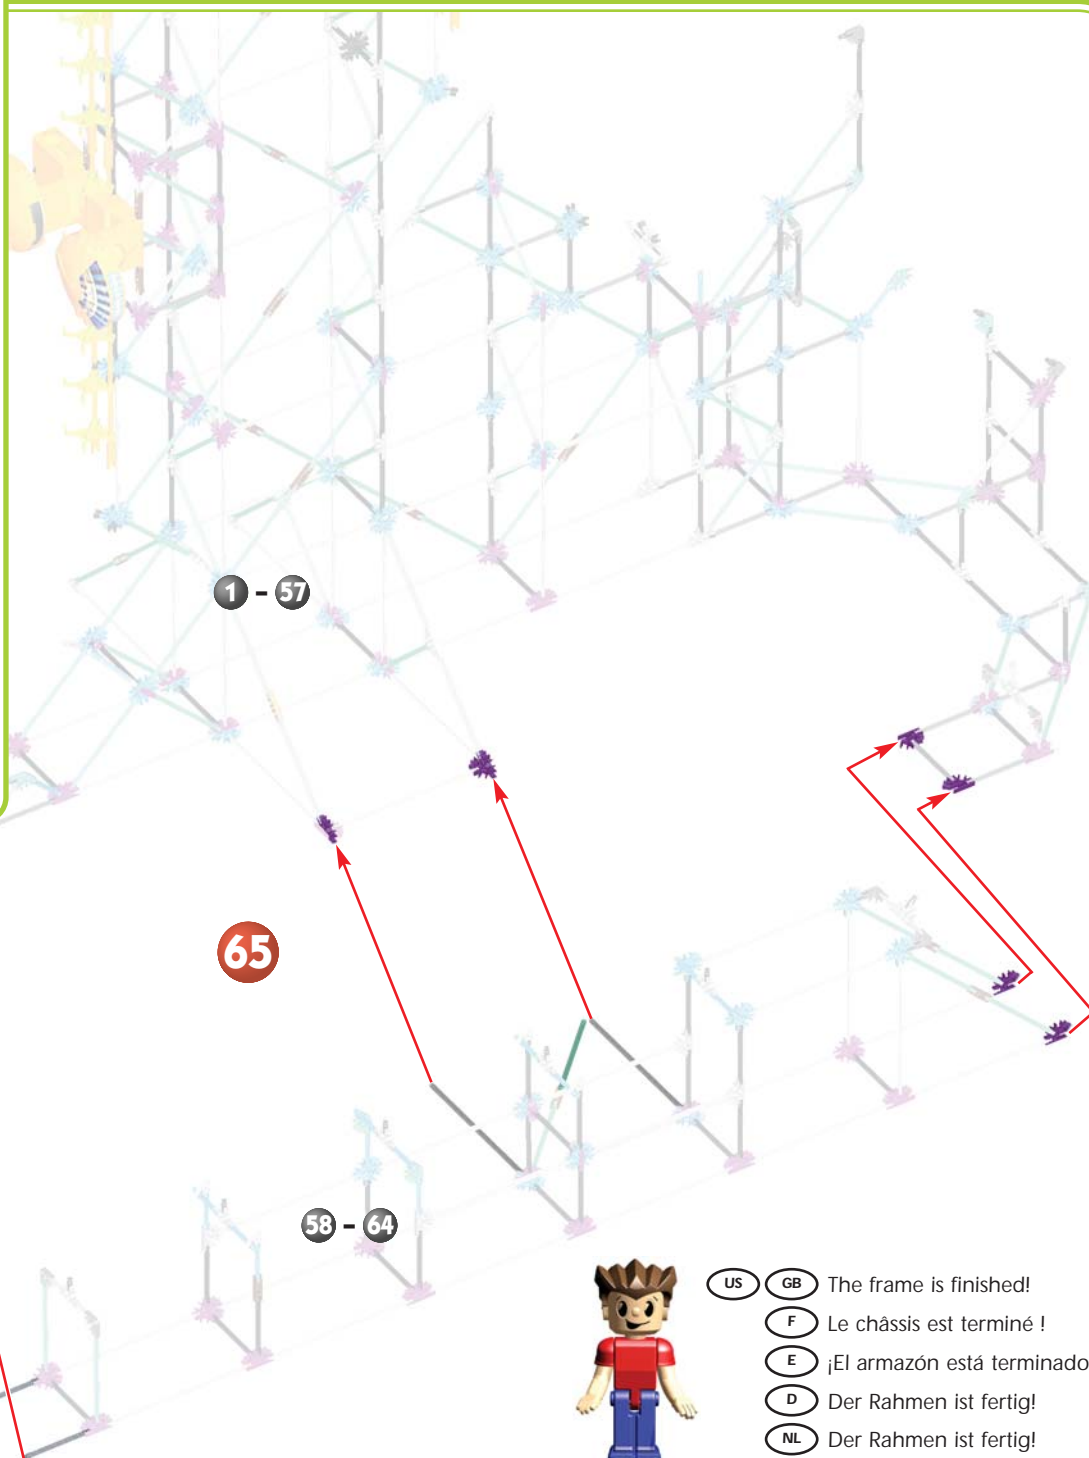 1 - 57
65
58 - 64
US GB The frame is finished!
F Le châssis est terminé !
E ¡El armazón está terminado
D Der Rahmen ist fertig!
NL Der Rahmen ist fertig!